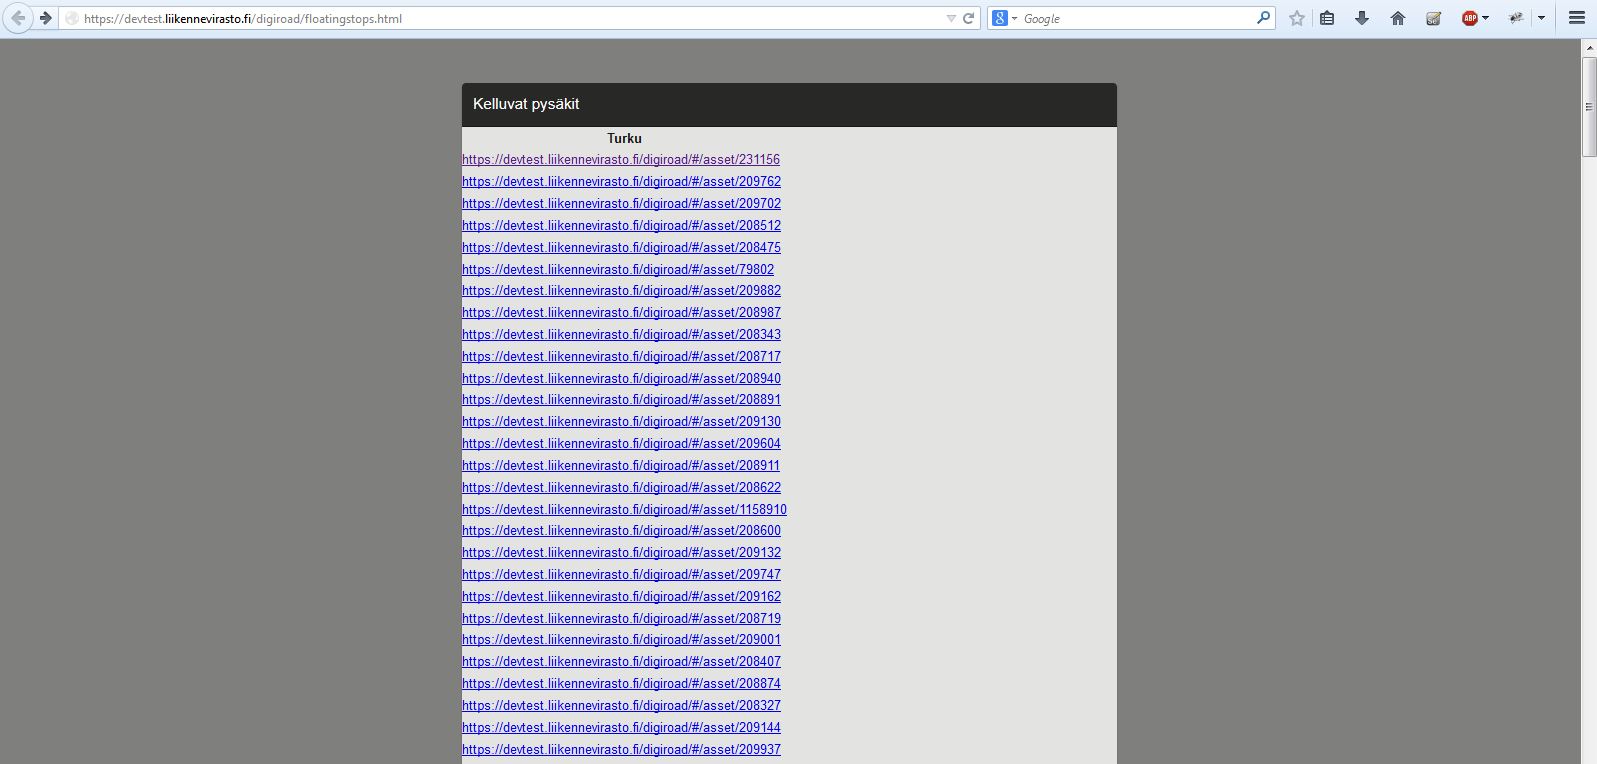 https://devtest.liikennevirasto.fi/digiroad/floatingstops.html
8
Google
Se
ABP
Kelluvat pysäkit
Turku
https://devtest.liikennevirasto.fi/digiroad/#/asset/231156
https://devtest.liikennevirasto.fi/digiroad/#/asset/209762
https://devtest.liikennevirasto.fi/digiroad/#/asset/209702
https://devtest.liikennevirasto.fi/digiroad/#/asset/208512
https://devtest.liikennevirasto.fi/digiroad/#/asset/208475
https://devtest.liikennevirasto.fi/digiroad/#/asset/79802
https://devtest.liikennevirasto.fi/digiroad/#/asset/209882
https://devtest.liikennevirasto.fi/digiroad/#/asset/208987
https://devtest.liikennevirasto.fi/digiroad/#/asset/208343
https://devtest.liikennevirasto.fi/digiroad/#/asset/208717
https://devtest.liikennevirasto.fi/digiroad/#/asset/208940
https://devtest.liikennevirasto.fi/digiroad/#/asset/208891
https://devtest.liikennevirasto.fi/digiroad/#/asset/209130
https://devtest.liikennevirasto.fi/digiroad/#/asset/209604
https://devtest.liikennevirasto.fi/digiroad/#/asset/208911
https://devtest.liikennevirasto.fi/digiroad/#/asset/208622
https://devtest.liikennevirasto.fi/digiroad/#/asset/1158910
https://devtest.liikennevirasto.fi/digiroad/#/asset/208600
https://devtest.liikennevirasto.fi/digiroad/#/asset/209132
https://devtest.liikennevirasto.fi/digiroad/#/asset/209747
https://devtest.liikennevirasto.fi/digiroad/#/asset/209162
https://devtest.liikennevirasto.fi/digiroad/#/asset/208719
https://devtest.liikennevirasto.fi/digiroad/#/asset/209001
https://devtest.liikennevirasto.fi/digiroad/#/asset/208407
https://devtest.liikennevirasto.fi/digiroad/#/asset/208874
https://devtest.liikennevirasto.fi/digiroad/#/asset/208327
https://devtest.liikennevirasto.fi/digiroad/#/asset/209144
https://devtest.liikennevirasto.fi/digiroad/#/asset/209937